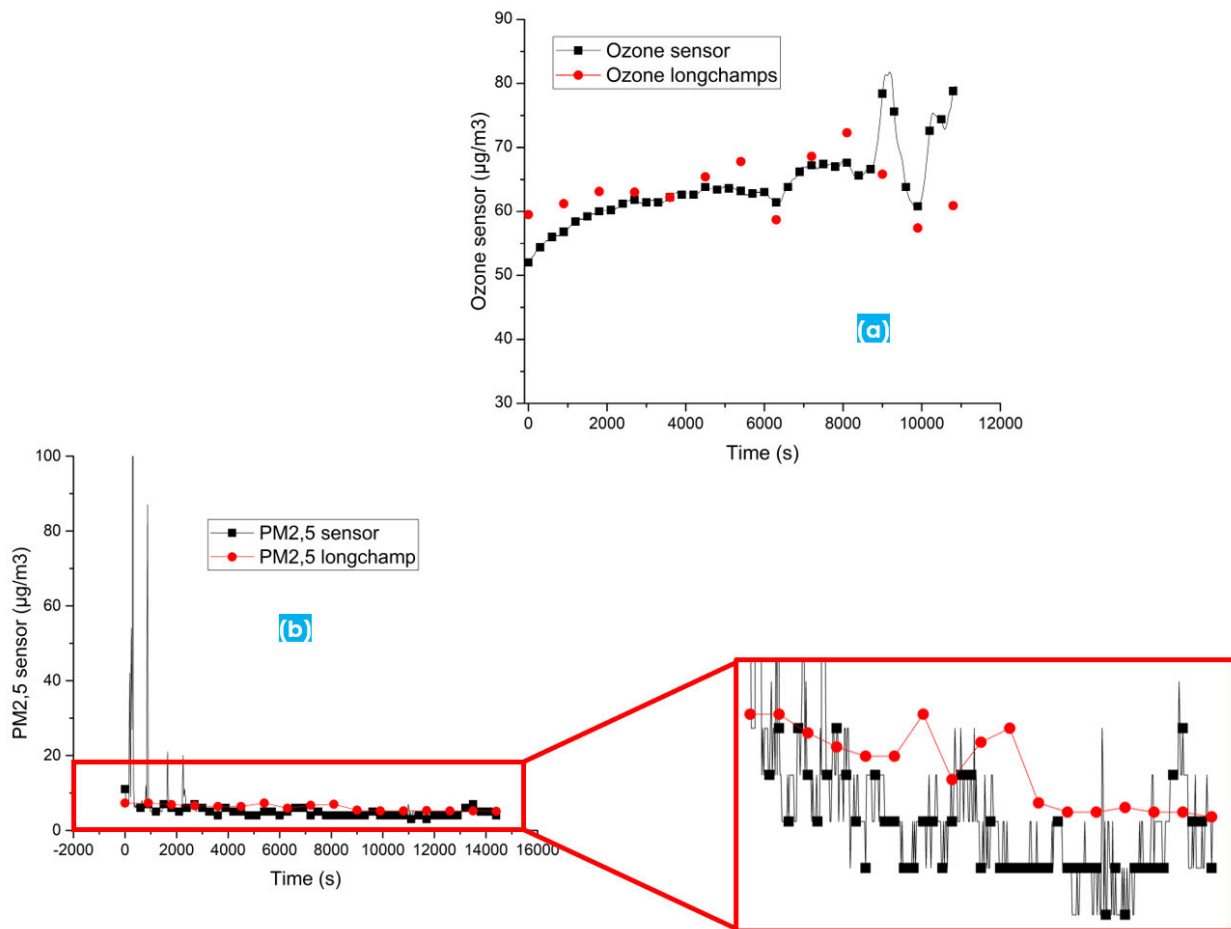 90
80
70
60
50
40
30
Ozone sensor (µg/m3)
Ozone sensor
Ozone longchamps
(a)
0 2000 4000 6000 8000 10000 12000
Time (s)
100
80
60
40
20
0
PM2,5 sensor (µg/m3)
PM2,5 sensor
PM2,5 longchamp
(b)
-2000 0 2000 4000 6000 8000 10000 12000 14000 16000
Time (s)